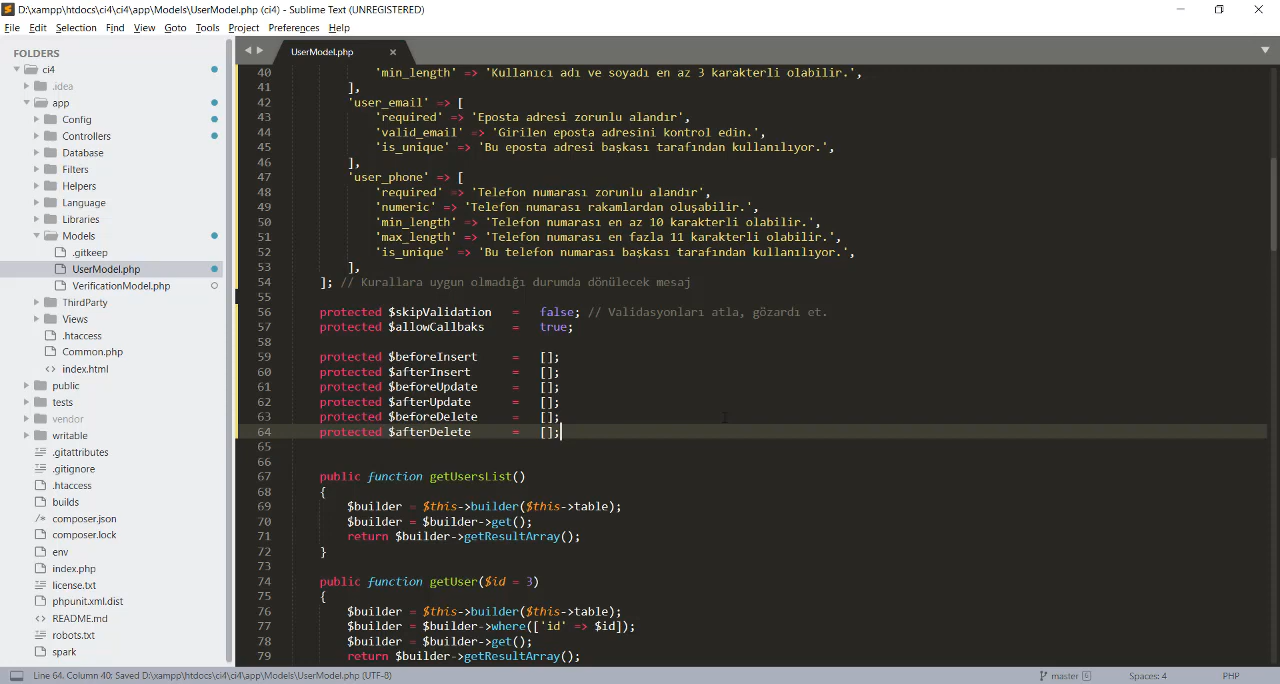 D:\xampp\htdocs\ci4\ci4\app\Models\UserModel.php (ci4) - Sublime Text (UNREGISTERED)
File Edit Selection Find View Goto Tools Project Preferences Help
FOLDERS
ci4
.idea
app
Config
Controllers
Database
Filters
Helpers
Language
Libraries
Models
.gitkeep
UserModel.php
VerificationModel.php
ThirdParty
Views
.htaccess
Common.php
index.html
public
tests
vendor
writable
.gitattributes
.gitignore
.htaccess
builds
composer.json
composer.lock
env
index.php
license.txt
phpunit.xml.dist
README.md
robots.txt
spark
UserModel.php
40 'min_length' => 'Kullanıcı adı ve soyadı en az 3 karakterli olabilir.',
41 ],
42 'user_email' => [
43 'required' => 'Eposta adresi zorunlu alandır',
44 'valid_email' => 'Girilen eposta adresini kontrol edin.',
45 'is_unique' => 'Bu eposta adresi başkası tarafından kullanılıyor.',
46 ],
47 'user_phone' => [
48 'required' => 'Telefon numarası zorunlu alandır',
49 'numeric' => 'Telefon numarası rakamlardan oluşabilir.',
50 'min_length' => 'Telefon numarası en az 10 karakterli olabilir.',
51 'max_length' => 'Telefon numarası en fazla 11 karakterli olabilir.',
52 'is_unique' => 'Bu telefon numarası başkası tarafından kullanılıyor.',
53 ],
54 ]; // Kurallara uygun olmadığı durumda dönülecek mesaj
55
56 protected $skipValidation = false; // Validasyonları atla, gözardı et.
57 protected $allowCallbaks = true;
58
59 protected $beforeInsert = [];
60 protected $afterInsert = [];
61 protected $beforeUpdate = [];
62 protected $afterUpdate = [];
63 protected $beforeDelete = [];
64 protected $afterDelete = [];
65
66
67 public function getUsersList()
68 {
69 $builder = $this->builder($this->table);
70 $builder = $builder->get();
71 return $builder->getResultArray();
72 }
73
74 public function getUser($id = 3)
75 {
76 $builder = $this->builder($this->table);
77 $builder = $builder->where(['id' => $id]);
78 $builder = $builder->get();
79 return $builder->getResultArray();
Line 64, Column 40; Saved D:\xampp\htdocs\ci4\ci4\app\Models\UserModel.php (UTF-8)
master 6
Spaces: 4
PHP